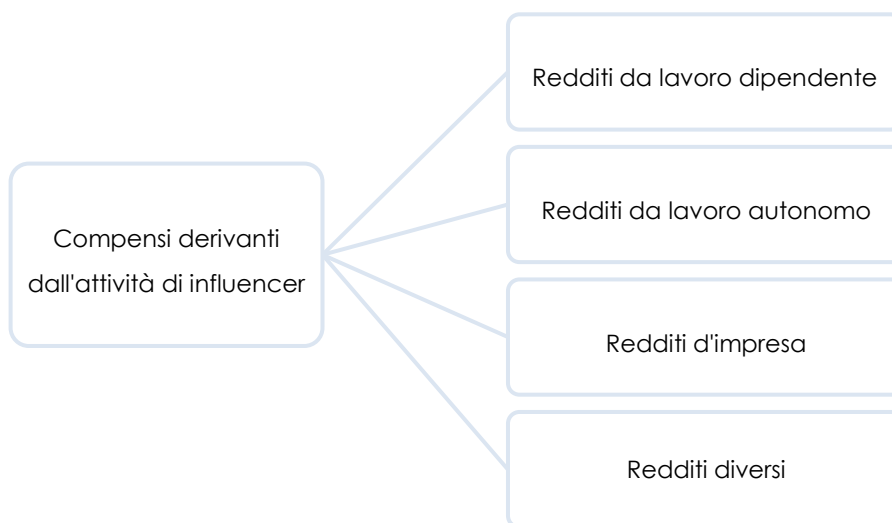 Compensi derivanti
dall'attività di influencer
Redditi da lavoro dipendente
Redditi da lavoro autonomo
Redditi d'impresa
Redditi diversi